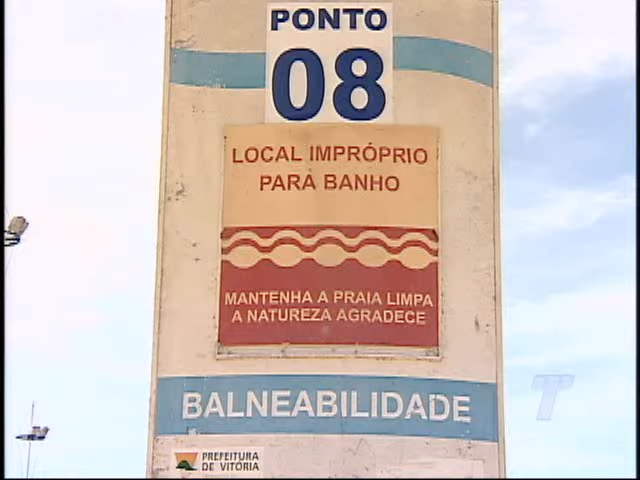 PONTO
08
LOCAL IMPRÓPRIO
PARA BANHO
MANTENHA A PRAIA LIMPA
A NATUREZA AGRADECE
BALNEABILIDADE
PREFEITURA
DE VITÓRIA
T